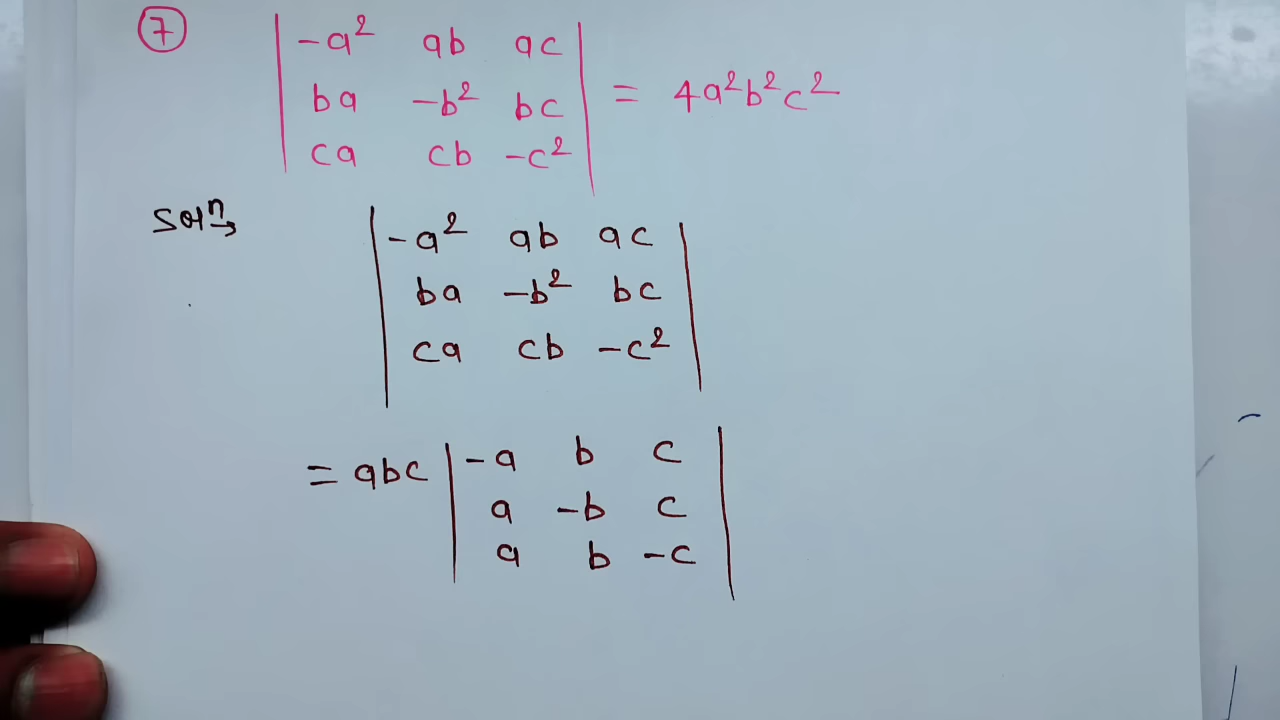 7
-a² ab ac
ba -b² bc = 4a²b²c²
ca cb -c²
Solⁿ→
-a² ab ac
ba -b² bc
ca cb -c²
= abc -a b c
a -b c
a b -c